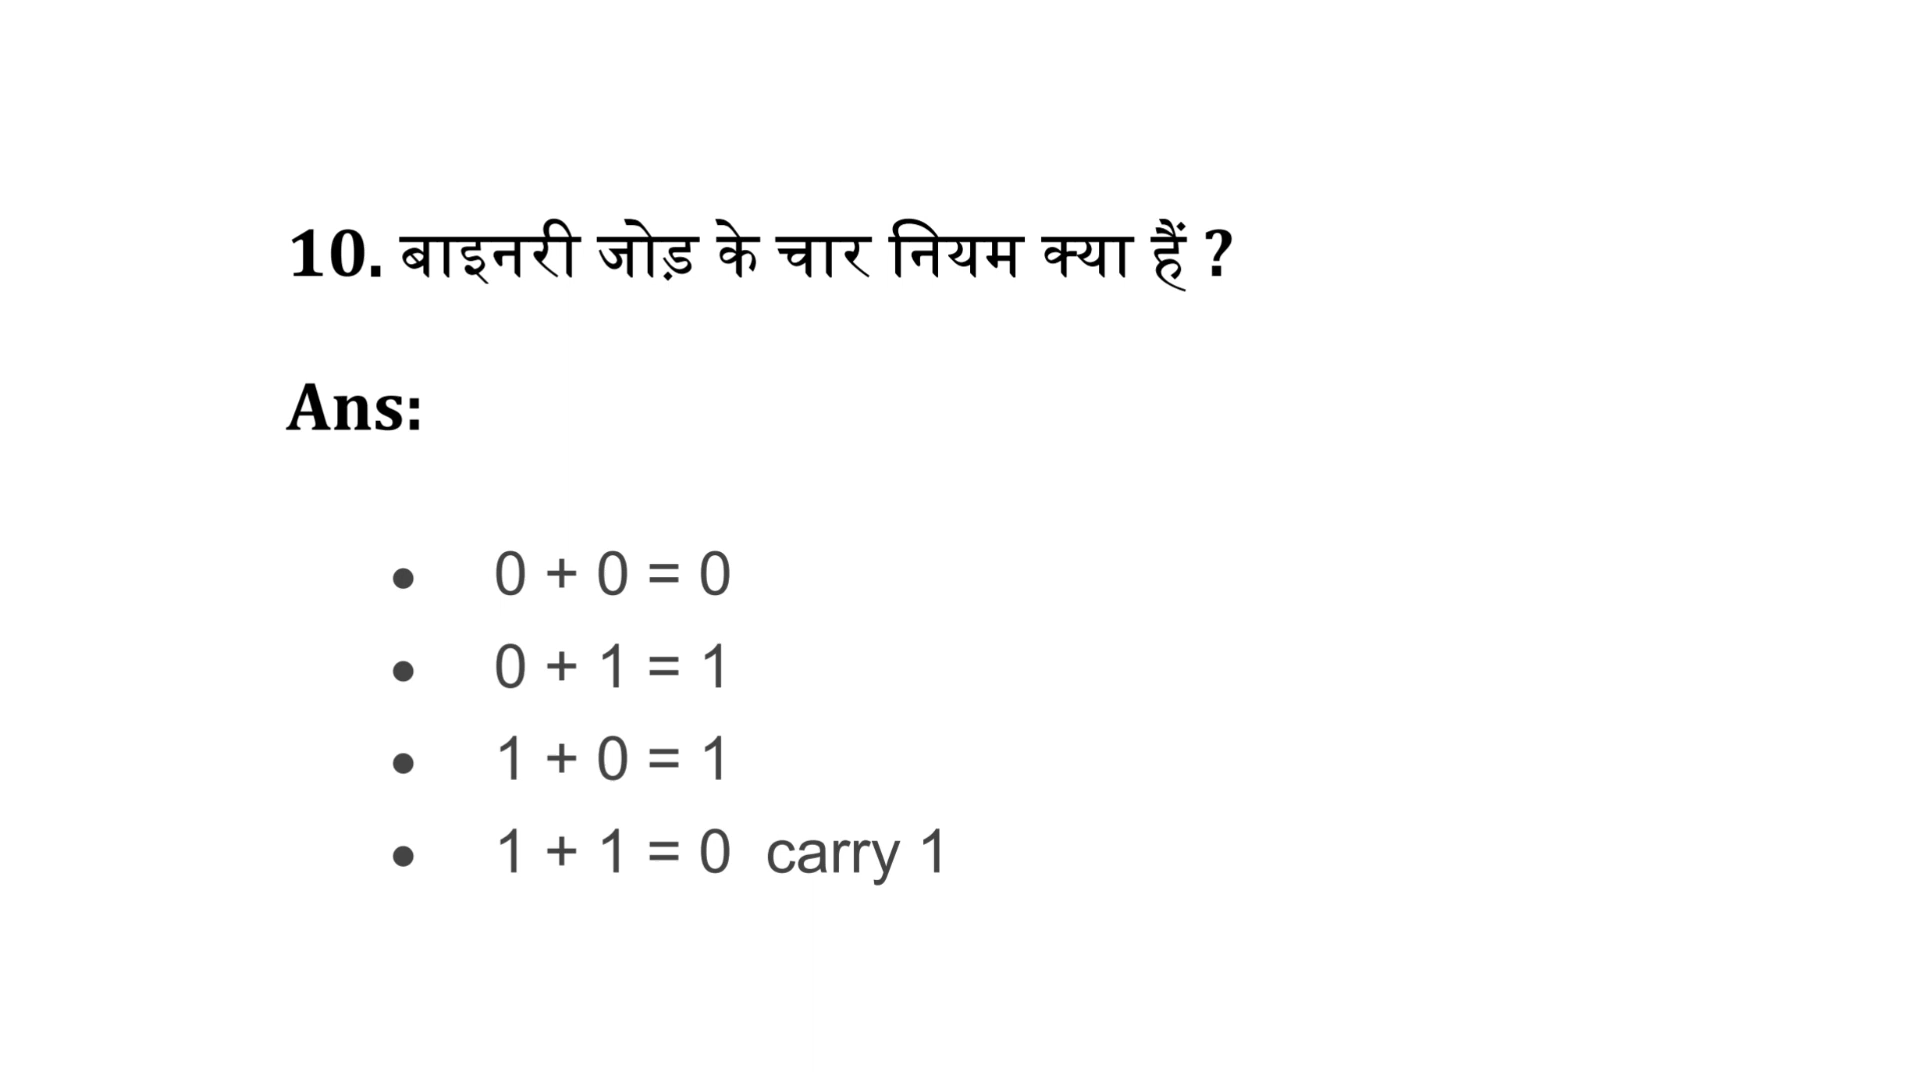 10. बाइनरी जोड़ के चार नियम क्या हैं ?
Ans:
• 0 + 0 = 0
• 0 + 1 = 1
• 1 + 0 = 1
• 1 + 1 = 0 carry 1